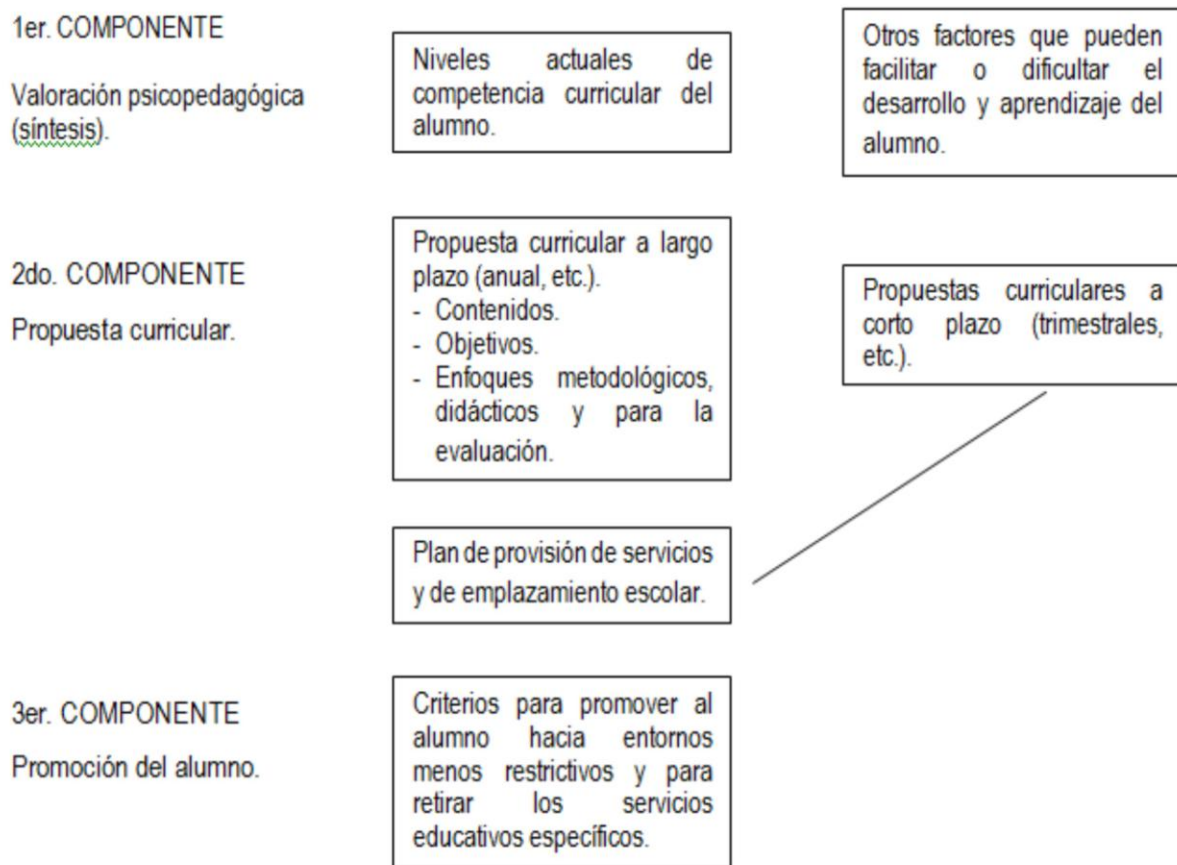 1er. COMPONENTE
Valoración psicopedagógica
(síntesis).
Niveles actuales de
competencia curricular del
alumno.
Otros factores que pueden
facilitar o dificultar el
desarrollo y aprendizaje del
alumno.
2do. COMPONENTE
Propuesta curricular.
Propuesta curricular a largo
plazo (anual, etc.).
- Contenidos.
- Objetivos.
- Enfoques metodológicos,
didácticos y para la
evaluación.
Propuestas curriculares a
corto plazo (trimestrales,
etc.).
Plan de provisión de servicios
y de emplazamiento escolar.
3er. COMPONENTE
Promoción del alumno.
Criterios para promover al
alumno hacia entornos
menos restrictivos y para
retirar los servicios
educativos específicos.